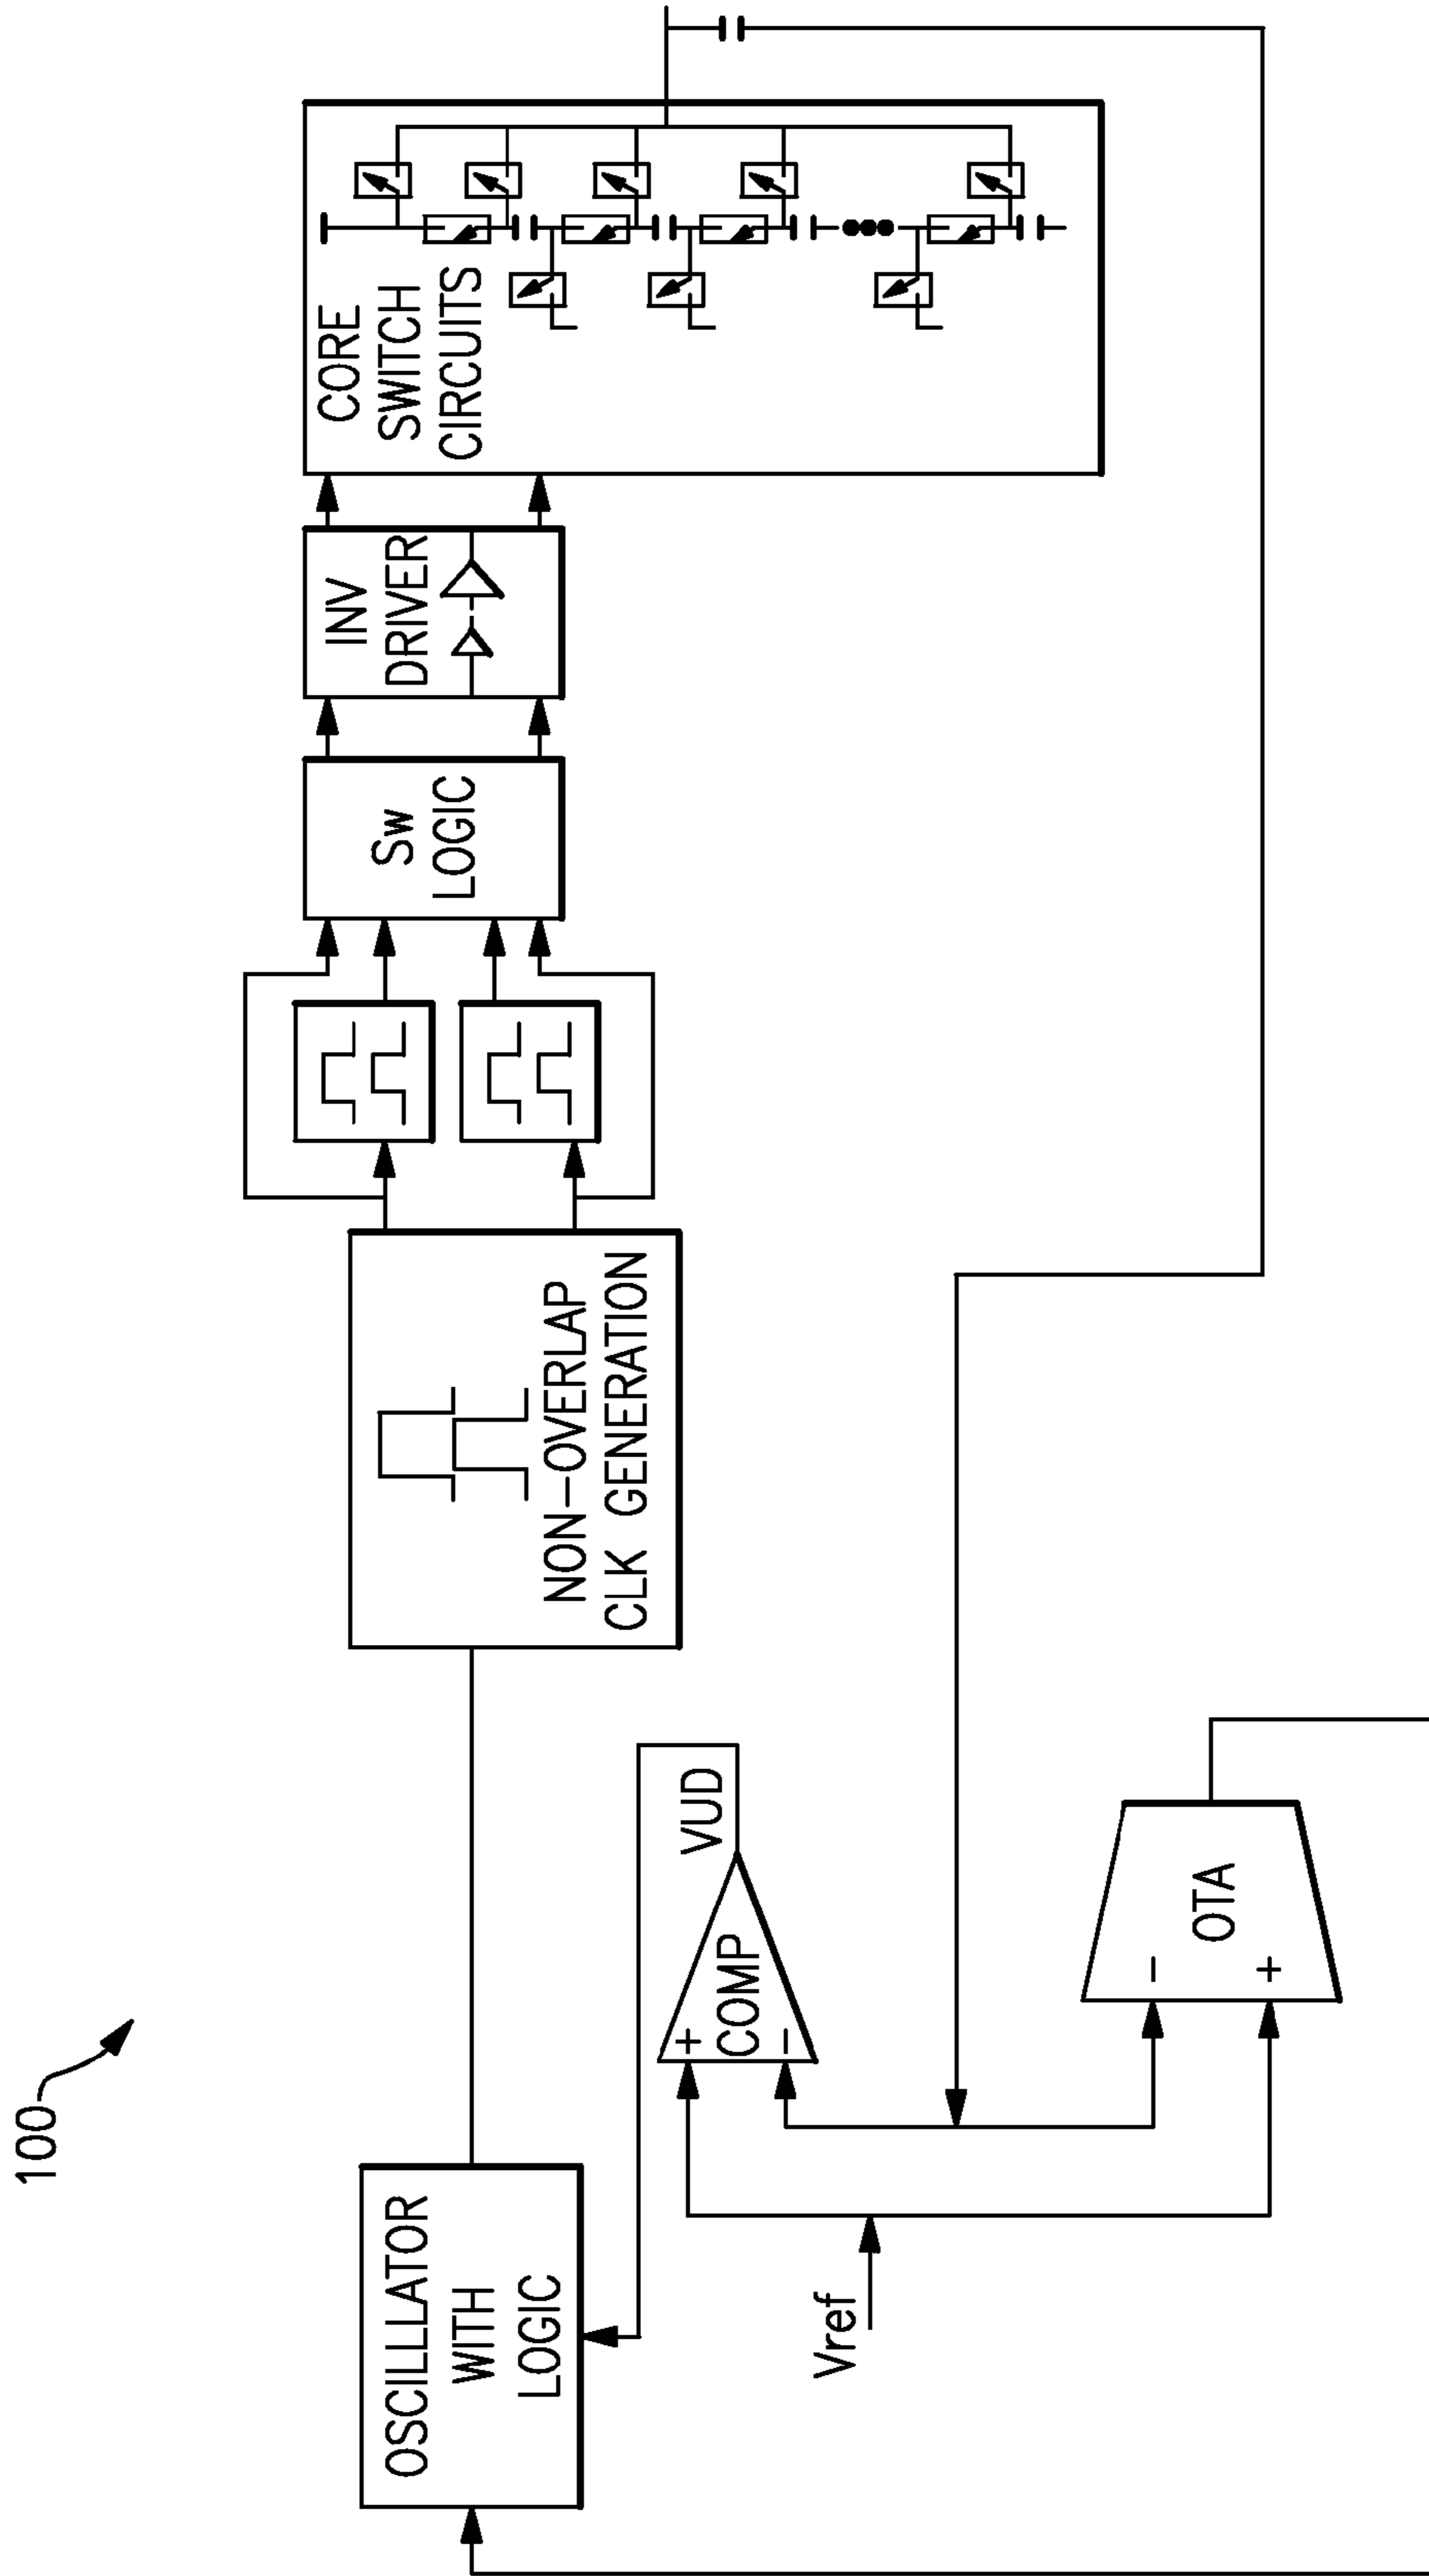 100
OSCILLLATOR
WITH
LOGIC
NON-OVERLAP
CLK GENERATION
Sw
LOGIC
INV
DRIVER
CORE
SWITCH
CIRCUITS
VUD
+
COMP
-
Vref
-
OTA
+